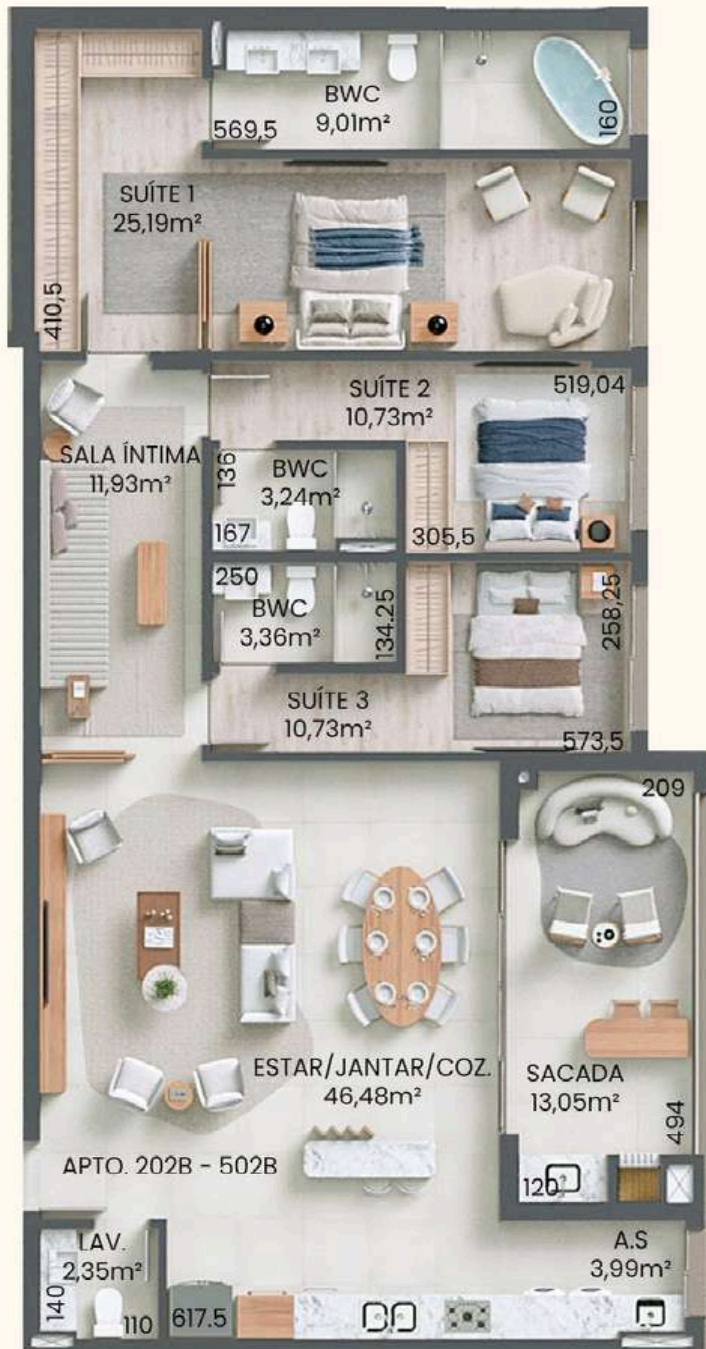 BWC
9,01m²
569,5
160
SUÍTE 1
25,19m²
410,5
SUÍTE 2
10,73m²
519,04
SALA ÍNTIMA
11,93m²
136
BWC
3,24m²
167
305,5
250
BWC
3,36m²
134.25
258,25
SUÍTE 3
10,73m²
573,5
209
ESTAR/JANTAR/COZ.
46,48m²
SACADA
13,05m²
494
APTO. 202B - 502B
120
LAV.
2,35m²
140
110
617.5
A.S
3,99m²